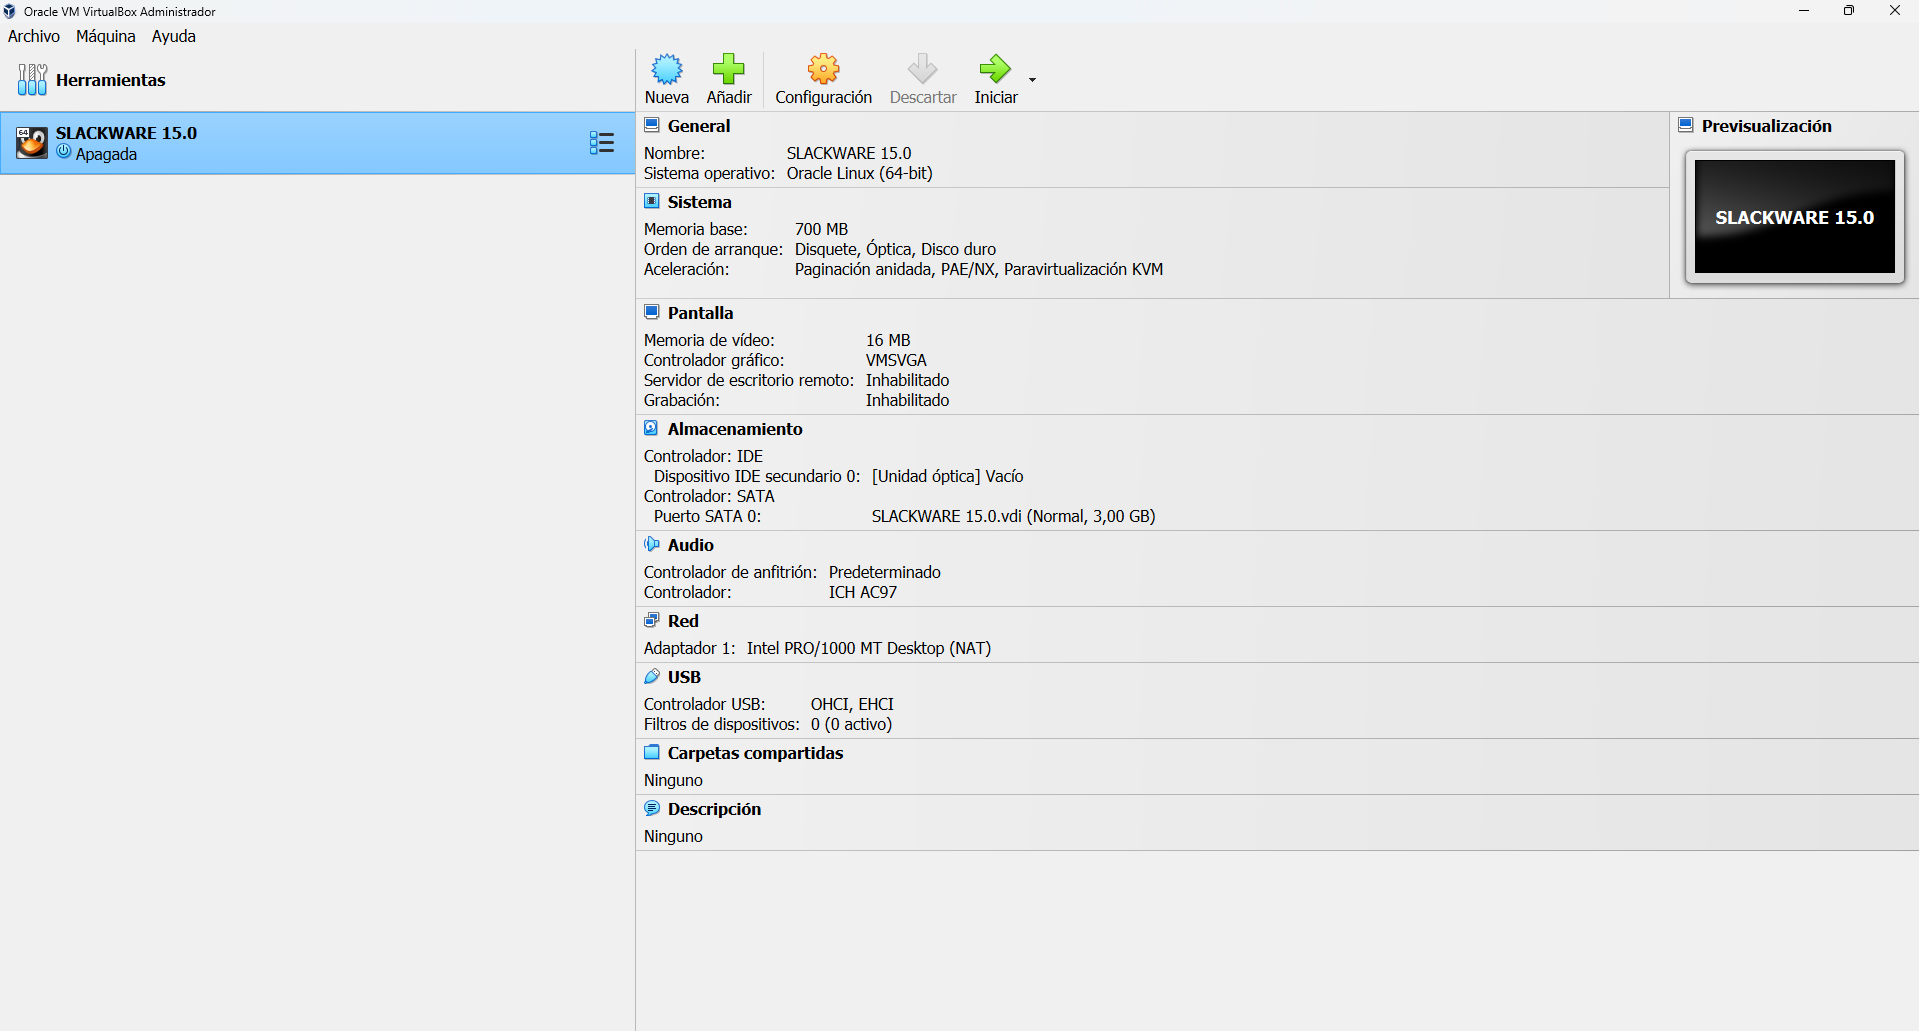 Oracle VM VirtualBox Administrador
Archivo Máquina Ayuda
Herramientas
64
SLACKWARE 15.0
Apagada
Nueva Añadir Configuración Descartar Iniciar
General
Nombre: SLACKWARE 15.0
Sistema operativo: Oracle Linux (64-bit)
Sistema
Memoria base: 700 MB
Orden de arranque: Disquete, Óptica, Disco duro
Aceleración: Paginación anidada, PAE/NX, Paravirtualización KVM
Previsualización
SLACKWARE 15.0
Pantalla
Memoria de vídeo: 16 MB
Controlador gráfico: VMSVGA
Servidor de escritorio remoto: Inhabilitado
Grabación: Inhabilitado
Almacenamiento
Controlador: IDE
Dispositivo IDE secundario 0: [Unidad óptica] Vacío
Controlador: SATA
Puerto SATA 0: SLACKWARE 15.0.vdi (Normal, 3,00 GB)
Audio
Controlador de anfitrión: Predeterminado
Controlador: ICH AC97
Red
Adaptador 1: Intel PRO/1000 MT Desktop (NAT)
USB
Controlador USB: OHCI, EHCI
Filtros de dispositivos: 0 (0 activo)
Carpetas compartidas
Ninguno
Descripción
Ninguno